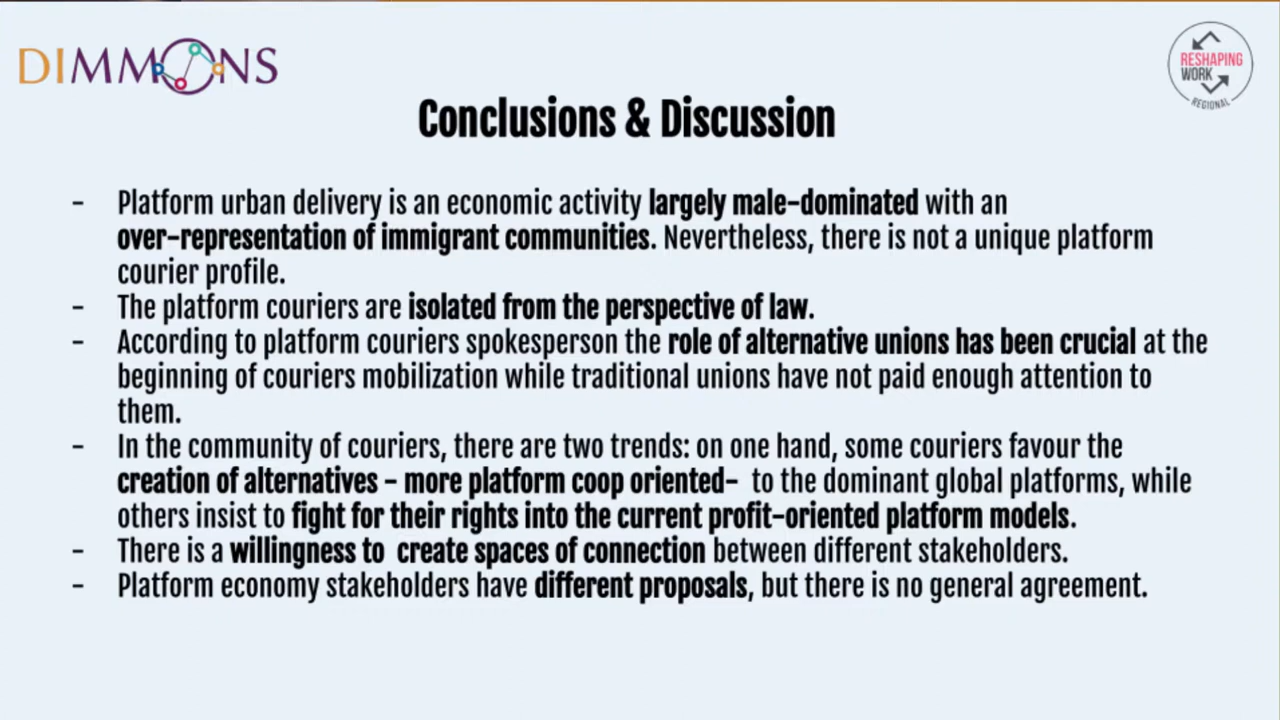 DIMMONS
RESHAPING
WORK
REGIONAL
Conclusions & Discussion
- Platform urban delivery is an economic activity largely male-dominated with an
over-representation of immigrant communities. Nevertheless, there is not a unique platform
courier profile.
- The platform couriers are isolated from the perspective of law.
- According to platform couriers spokesperson the role of alternative unions has been crucial at the
beginning of couriers mobilization while traditional unions have not paid enough attention to
them.
- In the community of couriers, there are two trends: on one hand, some couriers favour the
creation of alternatives - more platform coop oriented- to the dominant global platforms, while
others insist to fight for their rights into the current profit-oriented platform models.
- There is a willingness to create spaces of connection between different stakeholders.
- Platform economy stakeholders have different proposals, but there is no general agreement.